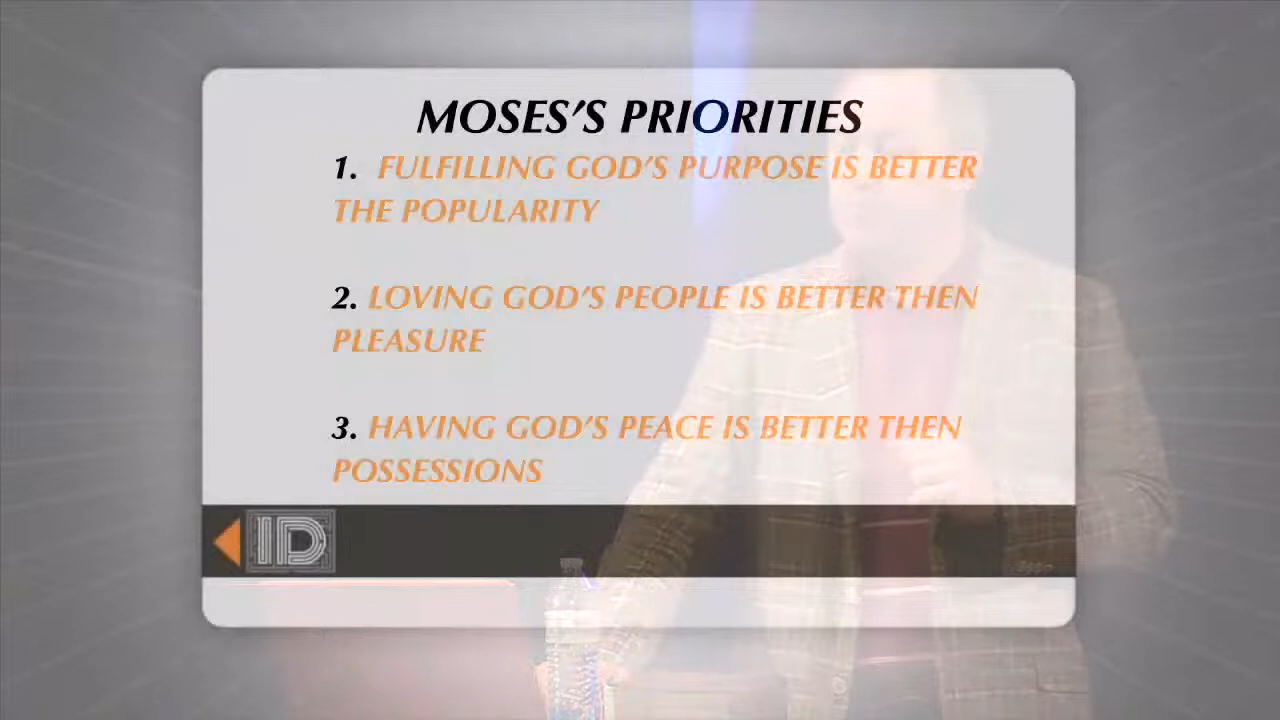 MOSES’S PRIORITIES
1. FULFILLING GOD’S PURPOSE IS BETTER
THE POPULARITY
2. LOVING GOD’S PEOPLE IS BETTER THEN
PLEASURE
3. HAVING GOD’S PEACE IS BETTER THEN
POSSESSIONS
ID